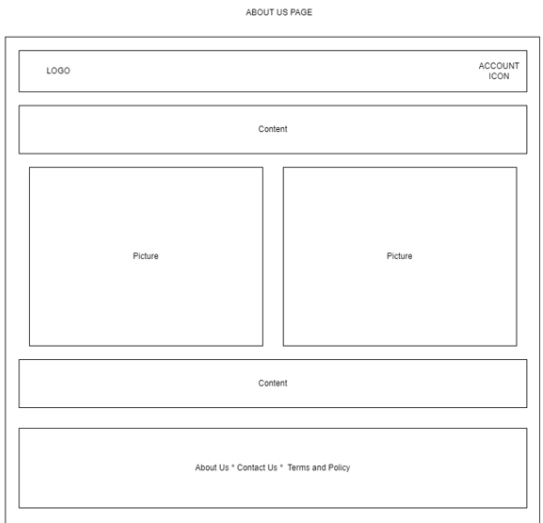 ABOUT US PAGE
LOGO
ACCOUNT
ICON
Content
Picture
Picture
Content
About Us * Contact Us * Terms and Policy